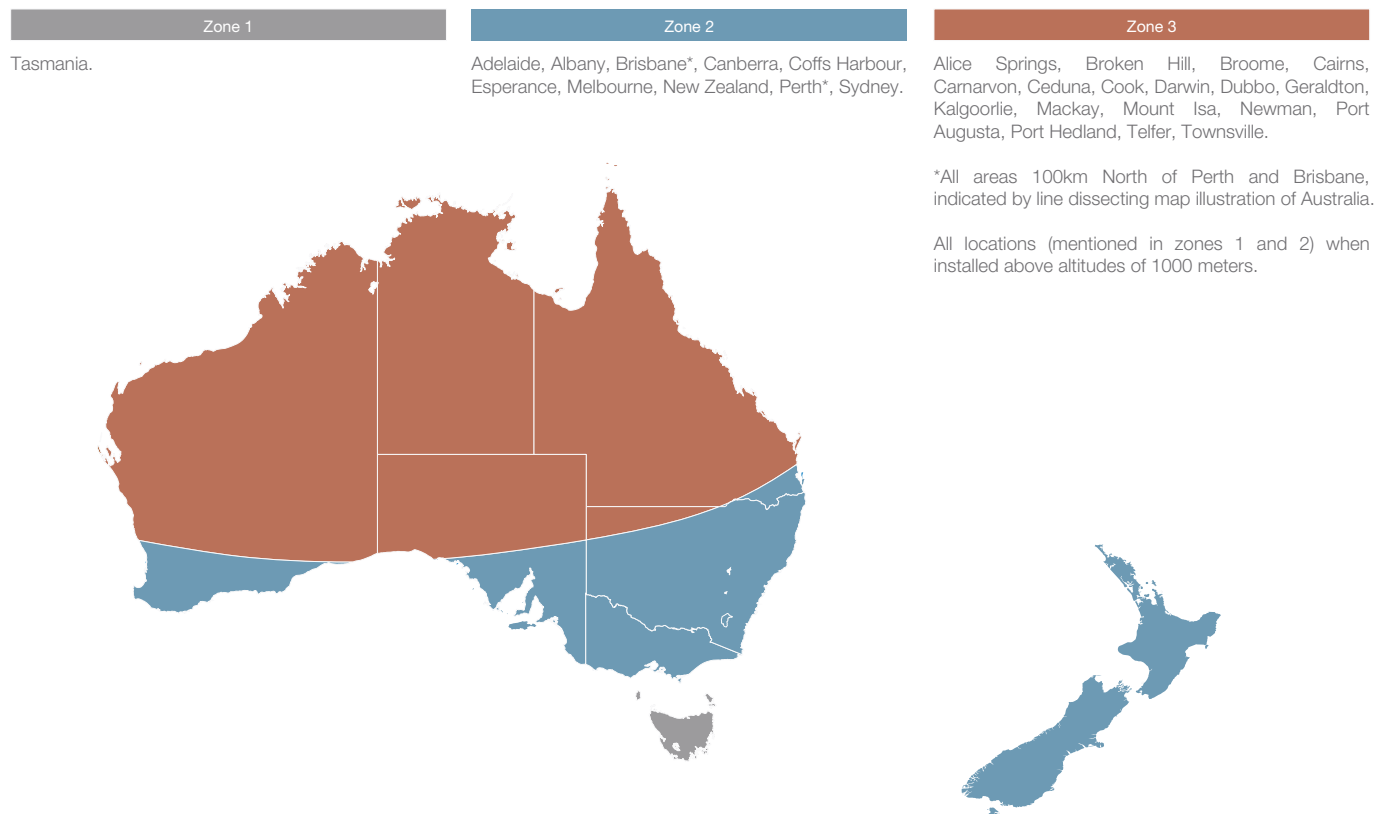 Zone 1
Tasmania.
Zone 2
Adelaide, Albany, Brisbane*, Canberra, Coffs Harbour,
Esperance, Melbourne, New Zealand, Perth*, Sydney.
Zone 3
Alice Springs, Broken Hill, Broome, Cairns,
Carnarvon, Ceduna, Cook, Darwin, Dubbo, Geraldton,
Kalgoorlie, Mackay, Mount Isa, Newman, Port
Augusta, Port Hedland, Telfer, Townsville.
*All areas 100km North of Perth and Brisbane,
indicated by line dissecting map illustration of Australia.
All locations (mentioned in zones 1 and 2) when
installed above altitudes of 1000 meters.